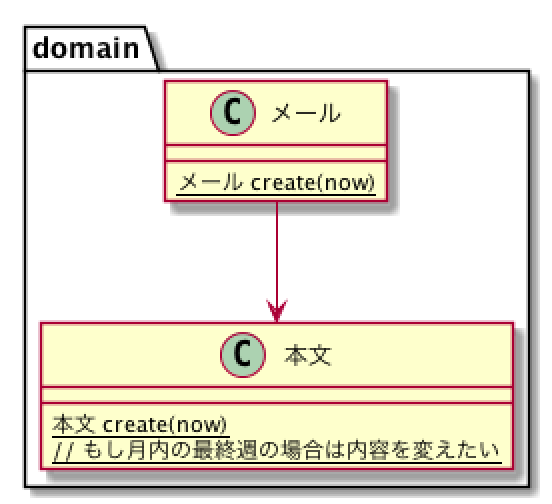 domain
C メール
メール create(now)
C 本文
本文 create(now)
// もし月内の最終週の場合は内容を変えたい